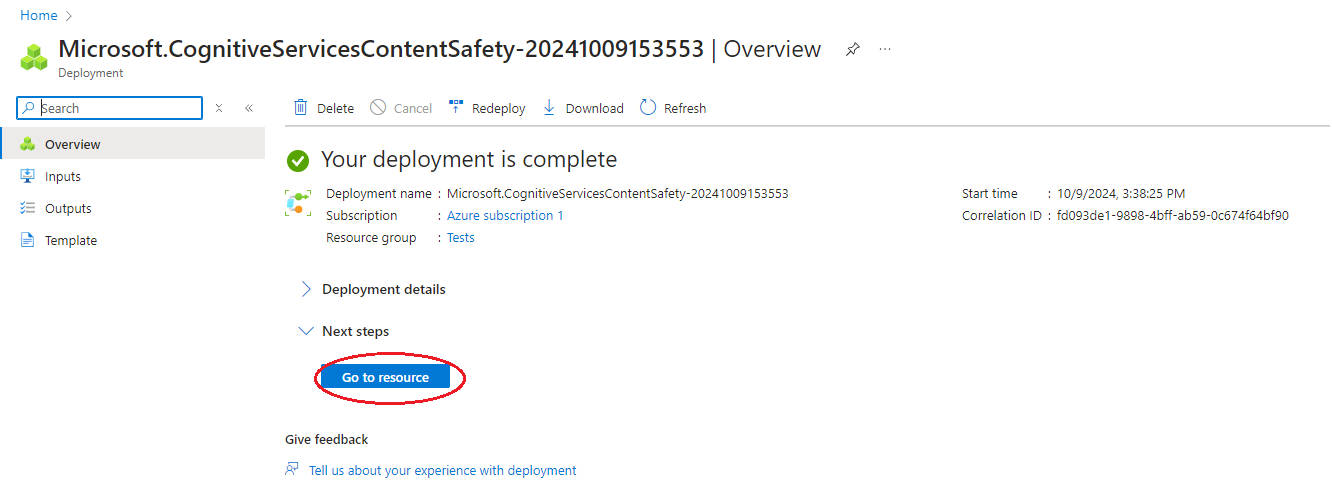 Home
Microsoft.CognitiveServicesContentSafety-20241009153553 | Overview
Deployment
Search
Delete Cancel Redeploy Download Refresh
Overview
Inputs
Outputs
Template
Your deployment is complete
Deployment name : Microsoft.CognitiveServicesContentSafety-20241009153553
Subscription : Azure subscription 1
Resource group : Tests
Start time : 10/9/2024, 3:38:25 PM
Correlation ID : fd093de1-9898-4bff-ab59-0c674f64bf90
Deployment details
Next steps
Go to resource
Give feedback
Tell us about your experience with deployment